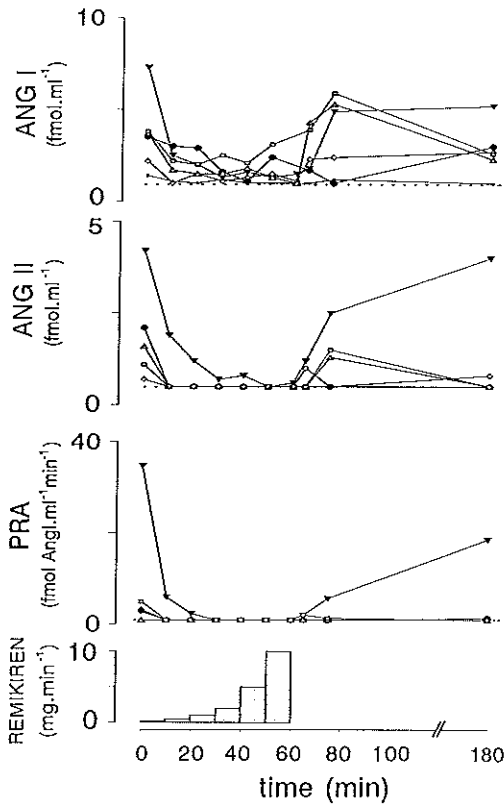 10
ANG I
(fmol.ml⁻¹)
0
5
ANG II
(fmol.ml⁻¹)
0
40
PRA
(fmol AngI.ml⁻¹min⁻¹)
0
10
REMIKIREN
(mg.min⁻¹)
0
0 20 40 60 80 100 // 180
time (min)